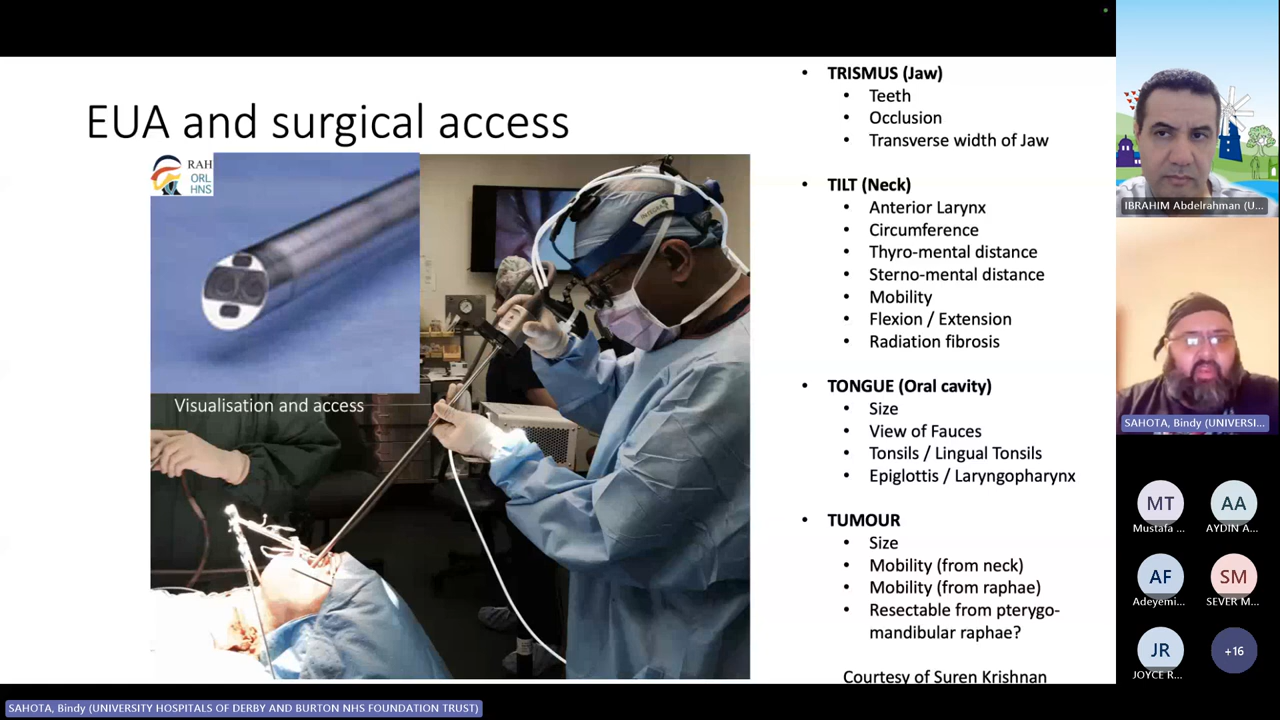 EUA and surgical access
RAH
ORL
HNS
Visualisation and access
• TRISMUS (Jaw)
• Teeth
• Occlusion
• Transverse width of Jaw
• TILT (Neck)
• Anterior Larynx
• Circumference
• Thyro-mental distance
• Sterno-mental distance
• Mobility
• Flexion / Extension
• Radiation fibrosis
• TONGUE (Oral cavity)
• Size
• View of Fauces
• Tonsils / Lingual Tonsils
• Epiglottis / Laryngopharynx
• TUMOUR
• Size
• Mobility (from neck)
• Mobility (from raphae)
• Resectable from pterygo-
mandibular raphae?
Courtesy of Suren Krishnan
IBRAHIM Abdelrahman (U...
SAHOTA, Bindy (UNIVERSI...
MT
Mustafa ...
AA
AYDIN A...
AF
Adeyemi...
SM
SEVER M...
JR
JOYCE R...
+16
SAHOTA, Bindy (UNIVERSITY HOSPITALS OF DERBY AND BURTON NHS FOUNDATION TRUST)